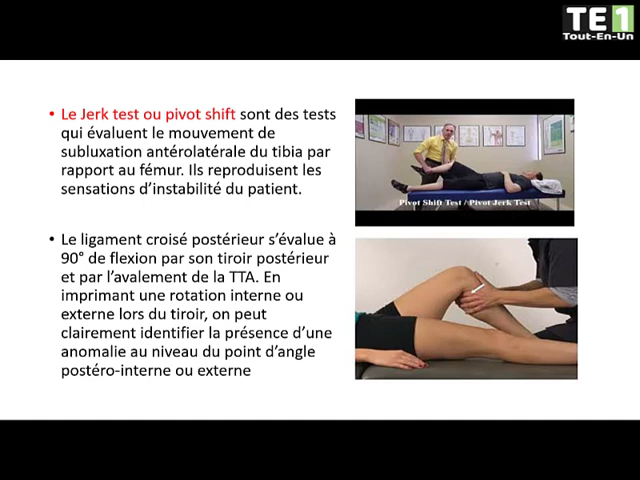 TE1
Tout-En-Un
• Le Jerk test ou pivot shift sont des tests
qui évaluent le mouvement de
subluxation antérolatérale du tibia par
rapport au fémur. Ils reproduisent les
sensations d'instabilité du patient.
Pivot Shift Test / Pivot Jerk Test
• Le ligament croisé postérieur s'évalue à
90° de flexion par son tiroir postérieur
et par l'avalement de la TTA. En
imprimant une rotation interne ou
externe lors du tiroir, on peut
clairement identifier la présence d'une
anomalie au niveau du point d'angle
postéro-interne ou externe